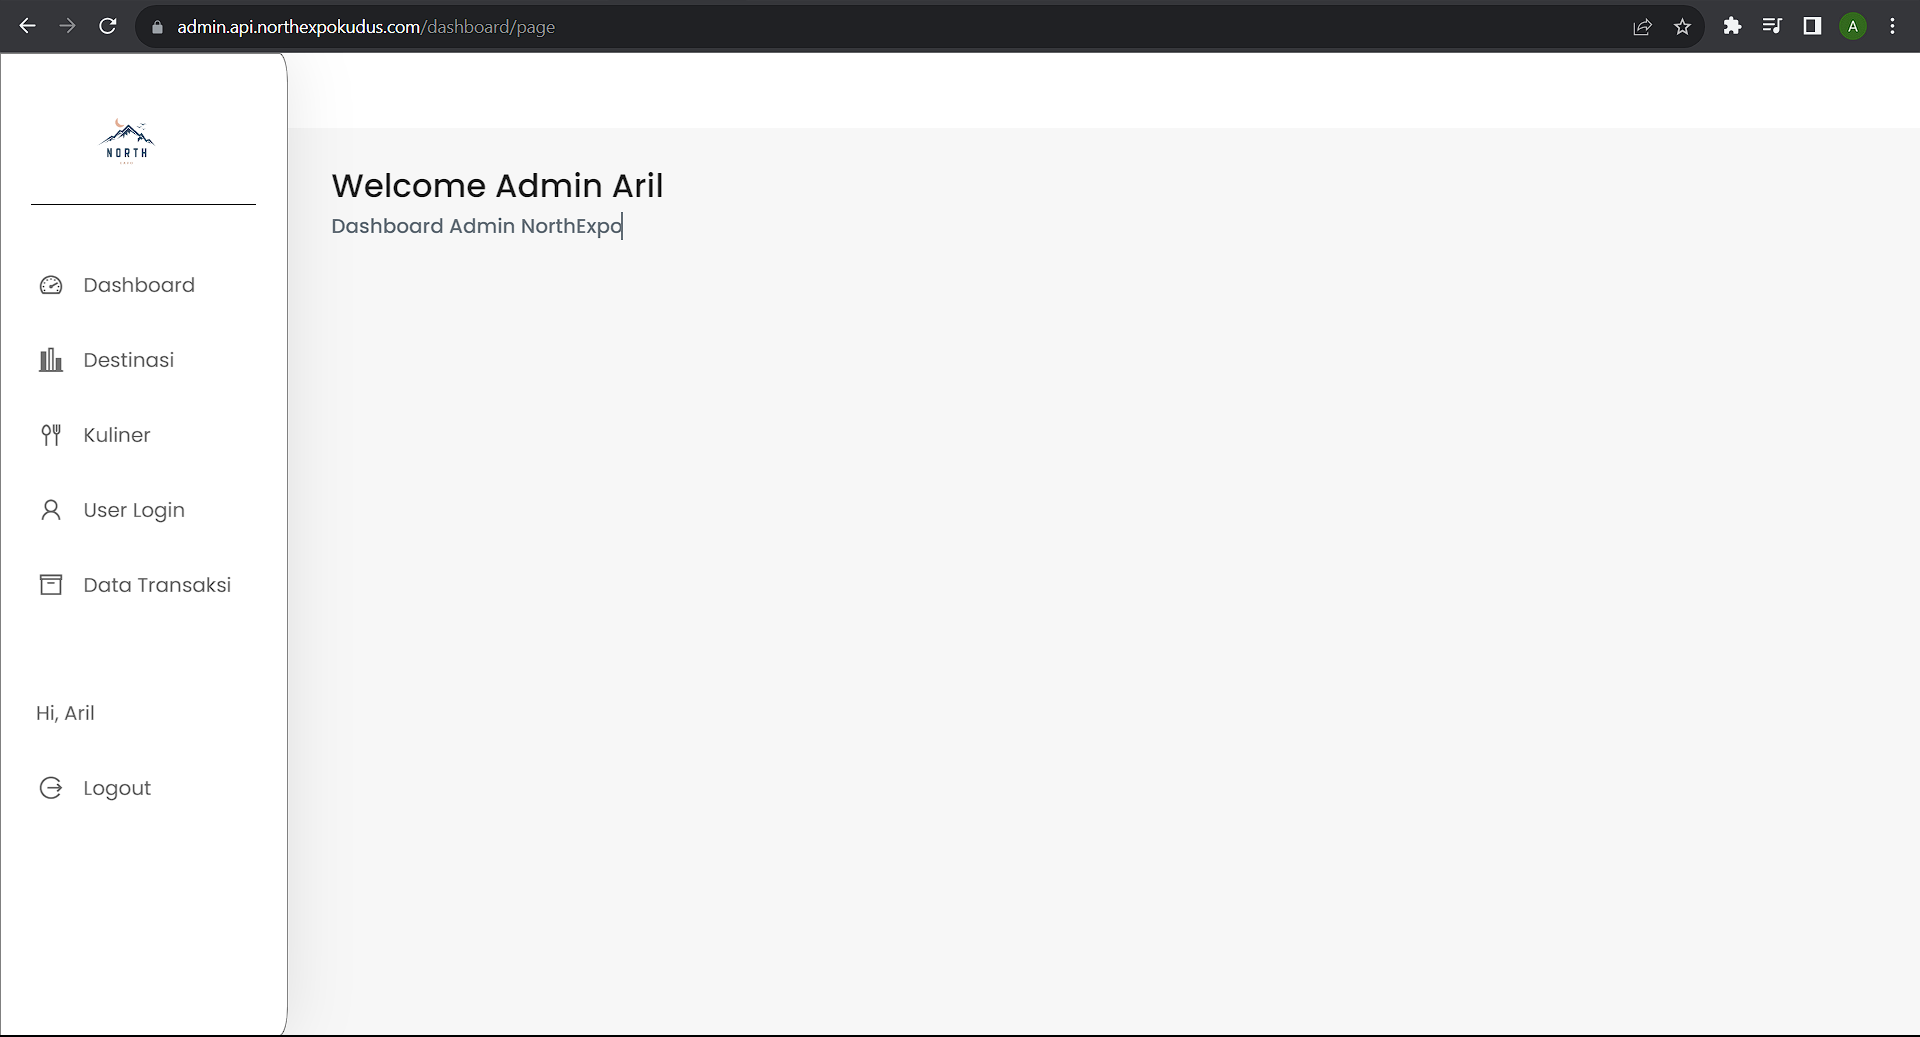 admin.api.northexpokudus.com/dashboard/page
A
NORTH
Welcome Admin Aril
Dashboard Admin NorthExpo
Dashboard
Destinasi
Kuliner
User Login
Data Transaksi
Hi, Aril
Logout